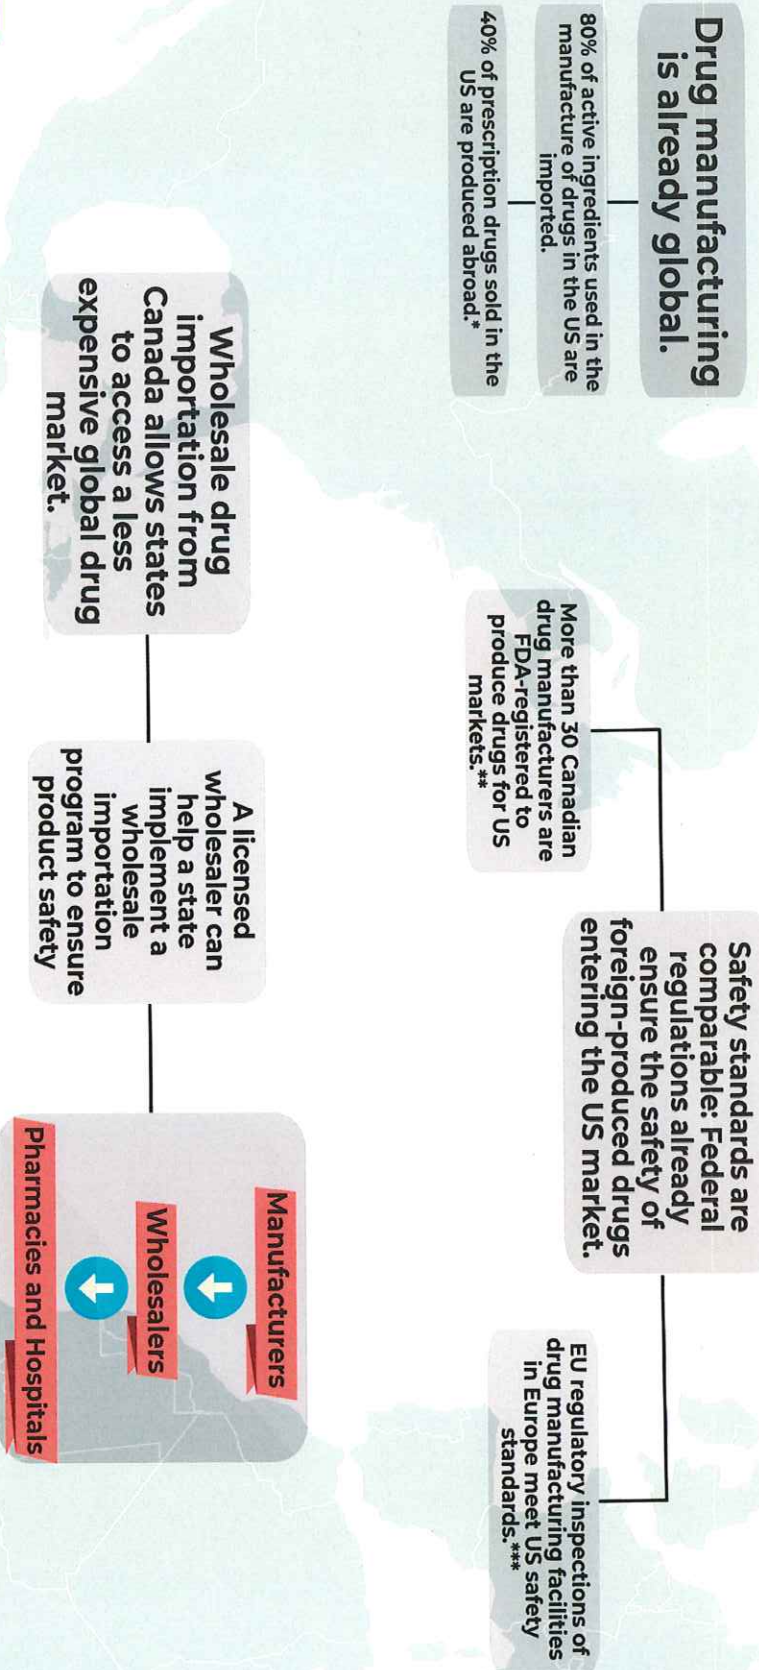 Drug manufacturing
is already global.
80% of active ingredients used in the
manufacture of drugs in the US are
imported.
40% of prescription drugs sold in the
US are produced abroad.*
Safety standards are
comparable: Federal
regulations already
ensure the safety of
foreign-produced drugs
entering the US market.
More than 30 Canadian
drug manufacturers are
FDA-registered to
produce drugs for US
markets.**
EU regulatory inspections of
drug manufacturing facilities
in Europe meet US safety
standards.***
Wholesale drug
importation from
Canada allows states
to access a less
expensive global drug
market.
A licensed
wholesaler can
help a state
implement a
wholesale
importation
program to ensure
product safety
Manufacturers
Wholesalers
Pharmacies and Hospitals